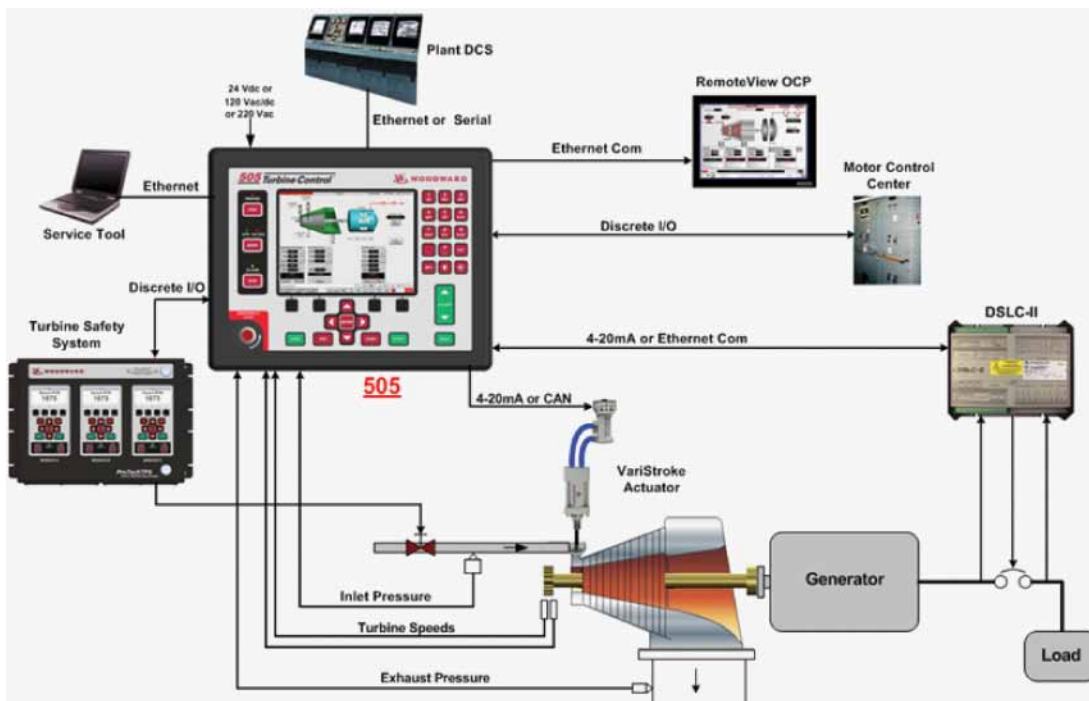 Plant DCS
24 Vdc or
120 Vac/dc
or 220 Vac
Ethernet or Serial
RemoteView OCP
Ethernet Com
Motor Control
Center
Ethernet
Service Tool
505 Turbine Control
WOODWARD
Discrete I/O
Discrete I/O
Turbine Safety
System
DSLC-II
4-20mA or Ethernet Com
505
4-20mA or CAN
WOODWARD
VariStroke
Actuator
Inlet Pressure
Generator
Turbine Speeds
Exhaust Pressure
Load